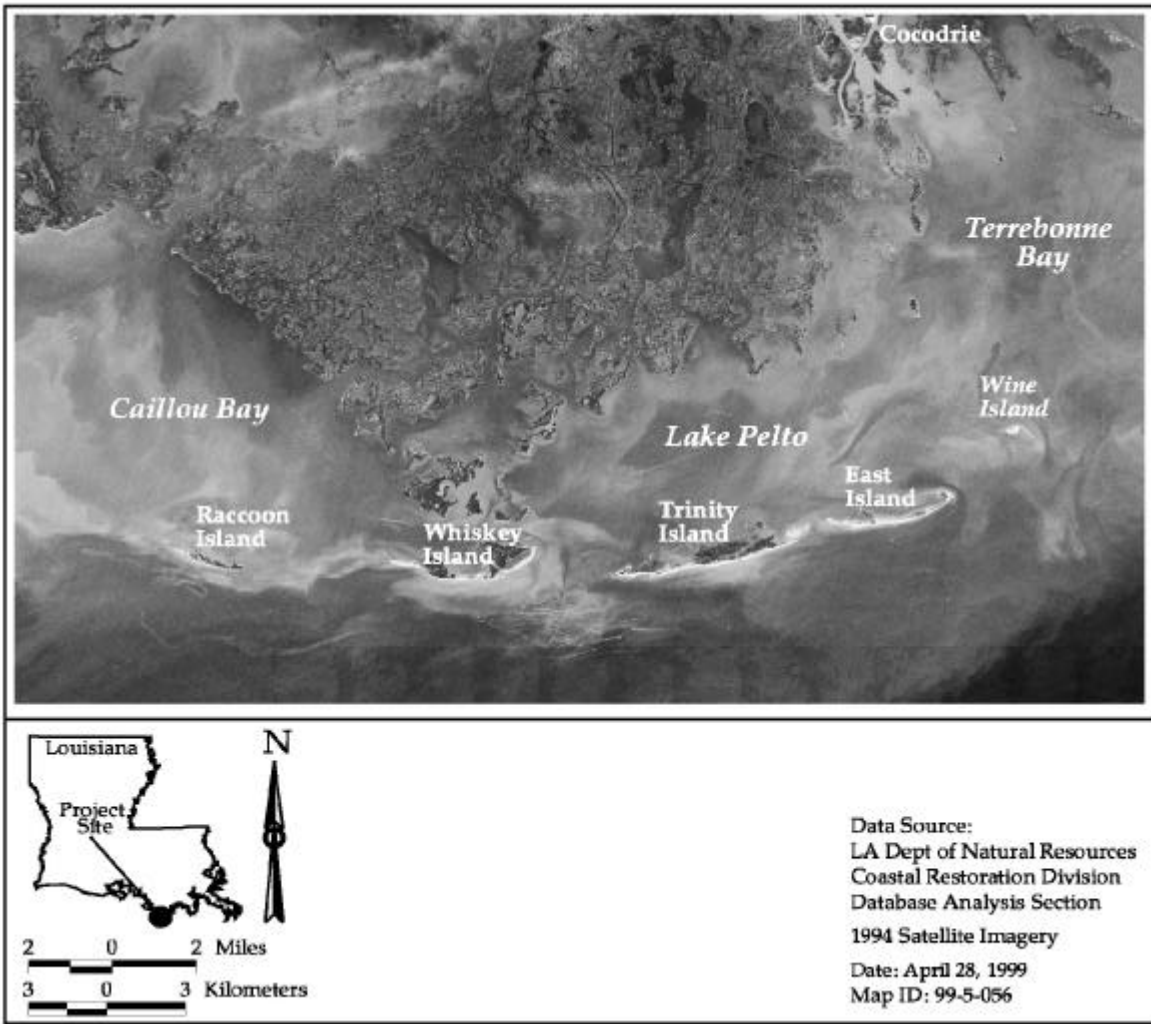 Cocodrie
Terrebonne
Bay
Wine
Island
Caillou Bay
Lake Pelto
East
Island
Raccoon
Island
Whiskey
Island
Trinity
Island
Louisiana
Project
Site
N
2 0 2 Miles
3 0 3 Kilometers
Data Source:
LA Dept of Natural Resources
Coastal Restoration Division
Database Analysis Section
1994 Satellite Imagery
Date: April 28, 1999
Map ID: 99-5-056